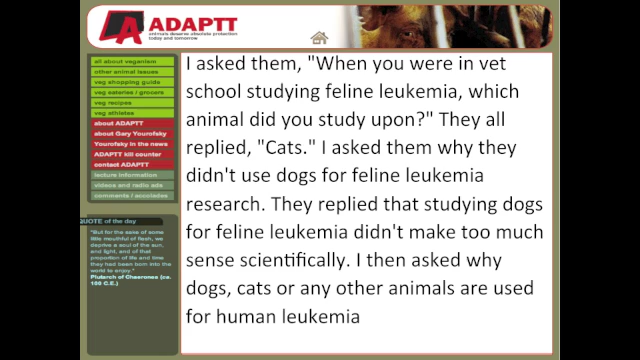 ADAPTT
animals deserve absolute protection
today and tomorrow
all about veganism
other animal issues
veg shopping guide
veg eateries / grocers
veg recipes
veg athletes
about ADAPTT
about Gary Yourofsky
Yourofsky in the news
ADAPTT kill counter
contact ADAPTT
lecture information
videos and radio ads
comments / accolades
QUOTE of the day
"But for the sake of some
little mouthful of flesh, we
deprive a soul of the sun,
and light, and of that
proportion of life and time
they had been born into the
world to enjoy."
Plutarch of Chaeronea (ca.
I asked them, "When you were in vet
school studying feline leukemia, which
animal did you study upon?" They all
replied, "Cats." I asked them why they
didn't use dogs for feline leukemia
research. They replied that studying dogs
for feline leukemia didn't make too much
sense scientifically. I then asked why
dogs, cats or any other animals are used
for human leukemia